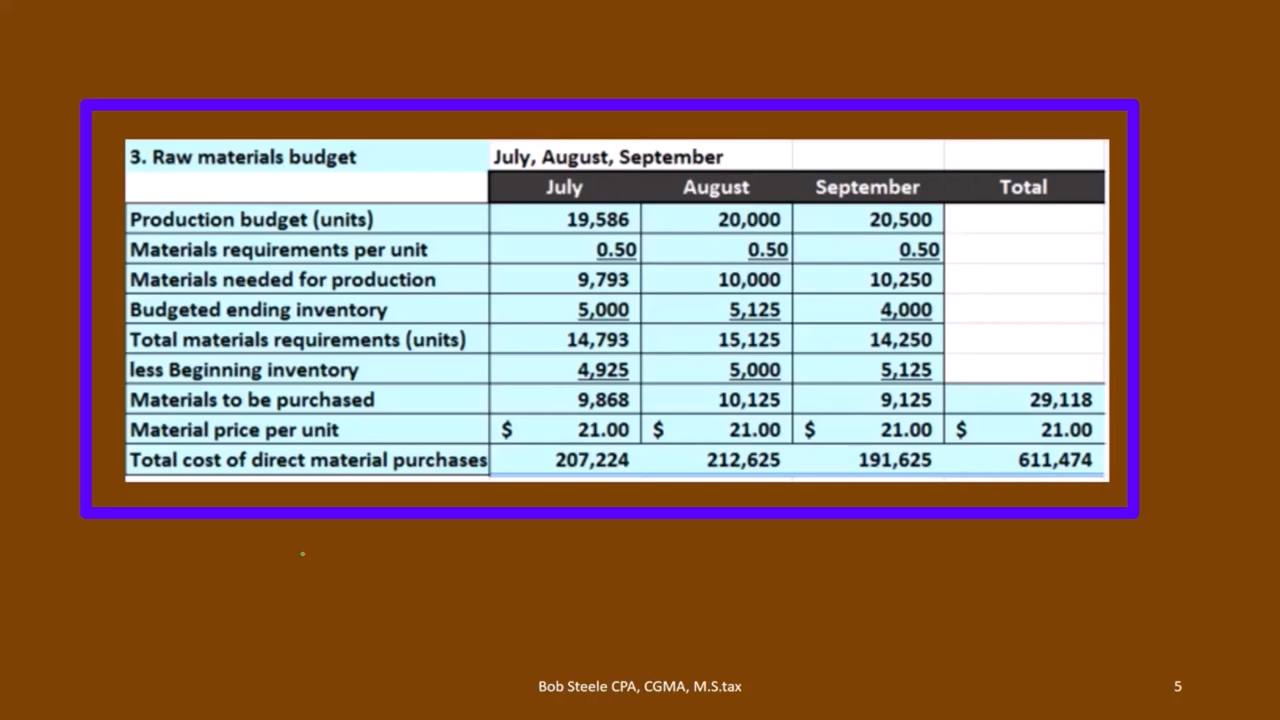 3. Raw materials budget July, August, September
July August September Total
Production budget (units) 19,586 20,000 20,500
Materials requirements per unit 0.50 0.50 0.50
Materials needed for production 9,793 10,000 10,250
Budgeted ending inventory 5,000 5,125 4,000
Total materials requirements (units) 14,793 15,125 14,250
less Beginning inventory 4,925 5,000 5,125
Materials to be purchased 9,868 10,125 9,125 29,118
Material price per unit $ 21.00 $ 21.00 $ 21.00 $ 21.00
Total cost of direct material purchases 207,224 212,625 191,625 611,474
Bob Steele CPA, CGMA, M.S.tax 5